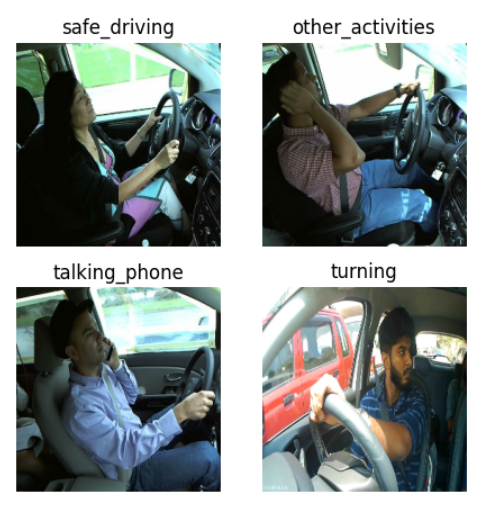 safe_driving
other_activities
talking_phone
turning